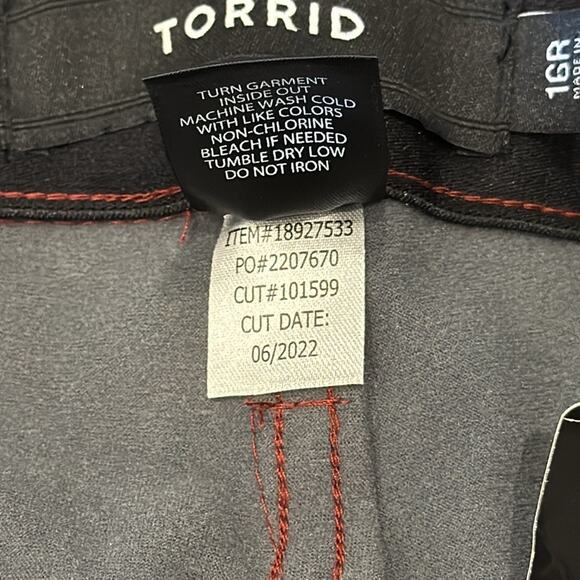 TORRID
16R
MADE IN
TURN GARMENT
INSIDE OUT
MACHINE WASH COLD
WITH LIKE COLORS
NON-CHLORINE
BLEACH IF NEEDED
TUMBLE DRY LOW
DO NOT IRON
ITEM#18927533
PO#2207670
CUT#101599
CUT DATE:
06/2022